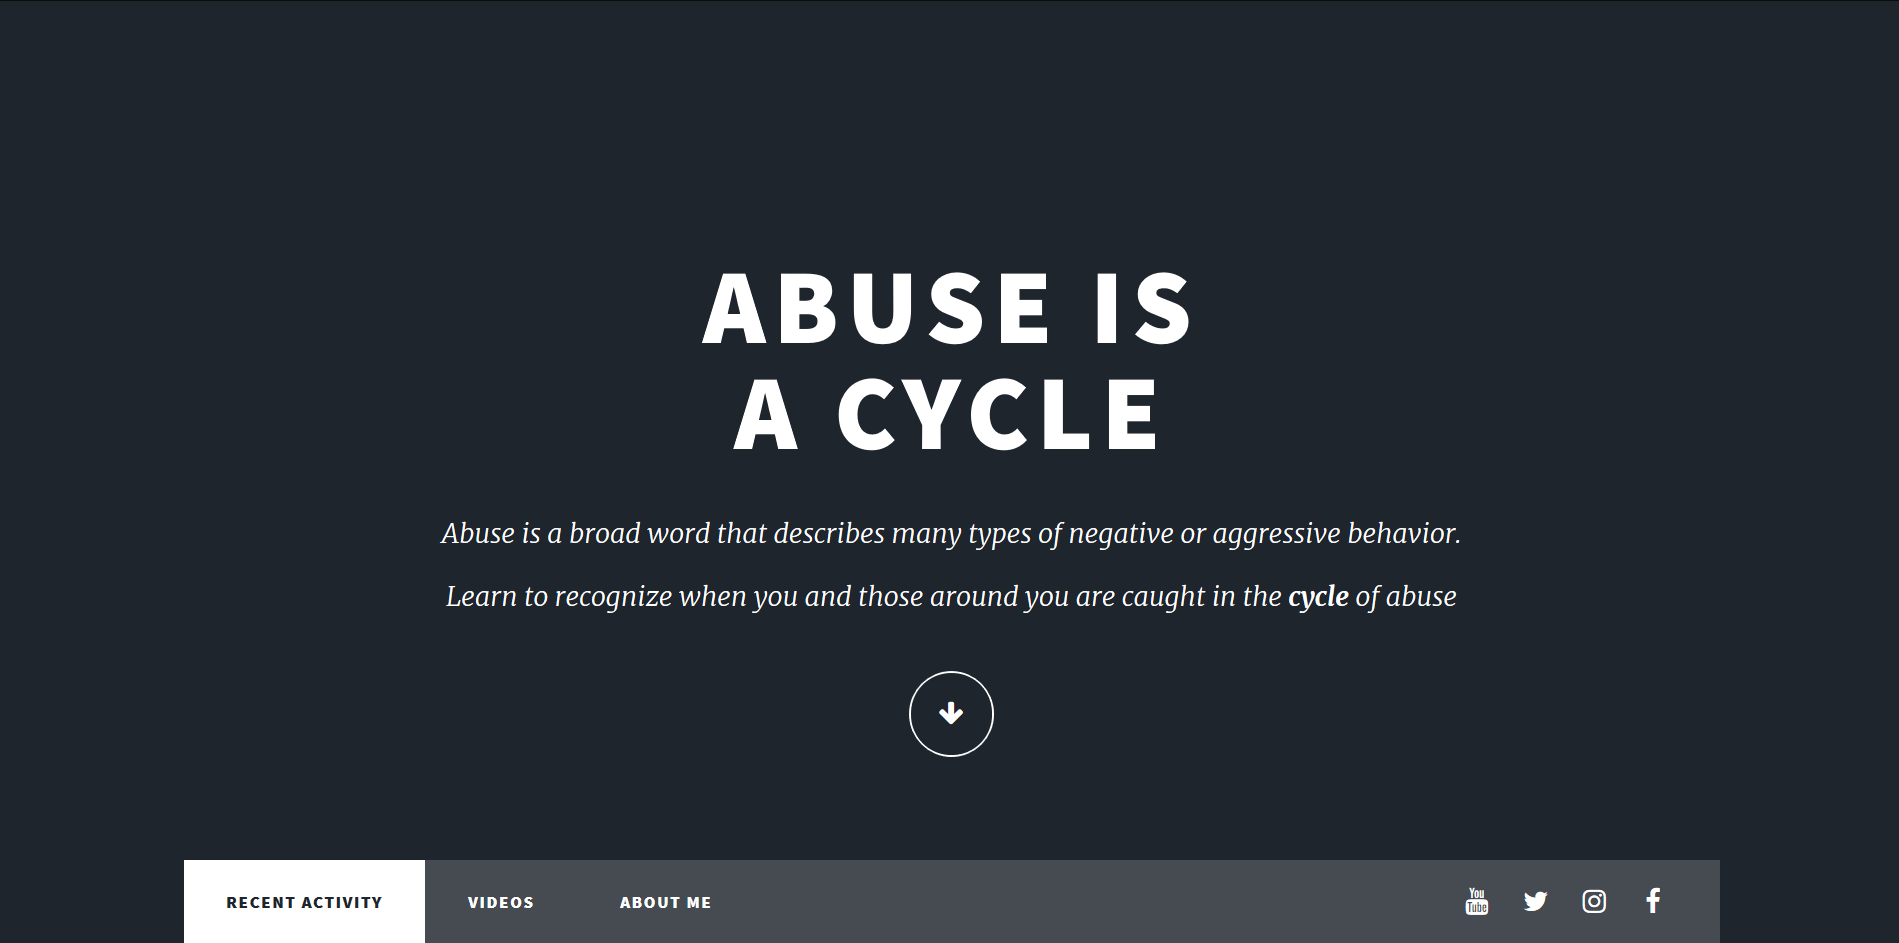 ABUSE IS
A CYCLE
Abuse is a broad word that describes many types of negative or aggressive behavior.
Learn to recognize when you and those around you are caught in the cycle of abuse
RECENT ACTIVITY
VIDEOS
ABOUT ME
You
Tube